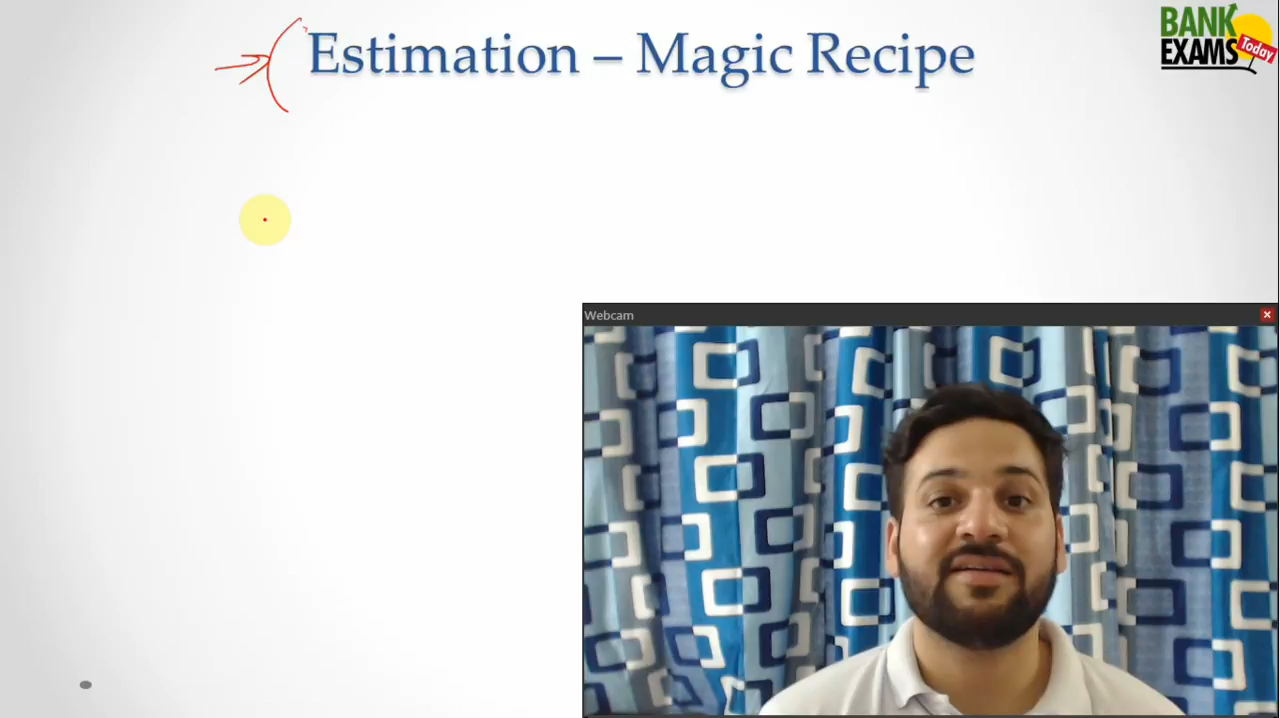 Estimation – Magic Recipe
BANK
EXAMS
Today
Webcam